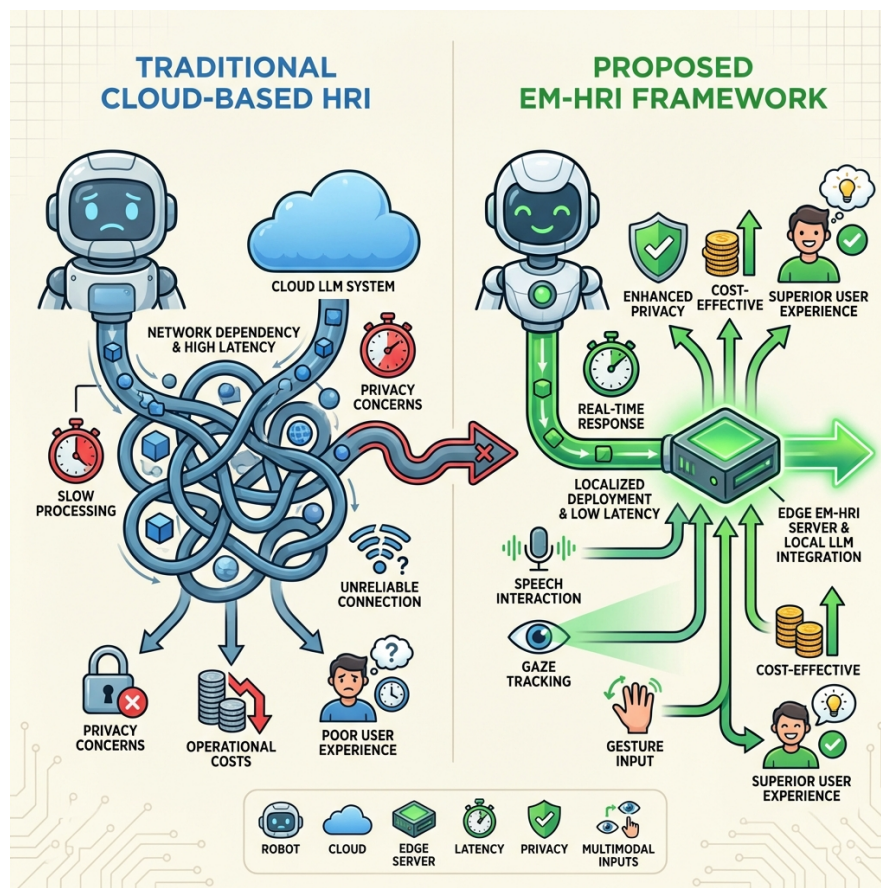 TRADITIONAL
CLOUD-BASED HRI
CLOUD LLM SYSTEM
NETWORK DEPENDENCY
& HIGH LATENCY
PRIVACY
CONCERNS
SLOW
PROCESSING
UNRELIABLE
CONNECTION
?
?
PRIVACY
CONCERNS
OPERATIONAL
COSTS
POOR USER
EXPERIENCE
PROPOSED
EM-HRI FRAMEWORK
ENHANCED
PRIVACY
COST-
EFFECTIVE
SUPERIOR USER
EXPERIENCE
REAL-TIME
RESPONSE
LOCALIZED
DEPLOYMENT
& LOW LATENCY
EDGE EM-HRI
SERVER &
LOCAL LLM
INTEGRATION
SPEECH
INTERACTION
GAZE
TRACKING
GESTURE
INPUT
COST-EFFECTIVE
SUPERIOR USER
EXPERIENCE
ROBOT
CLOUD
EDGE
SERVER
LATENCY
PRIVACY
MULTIMODAL
INPUTS